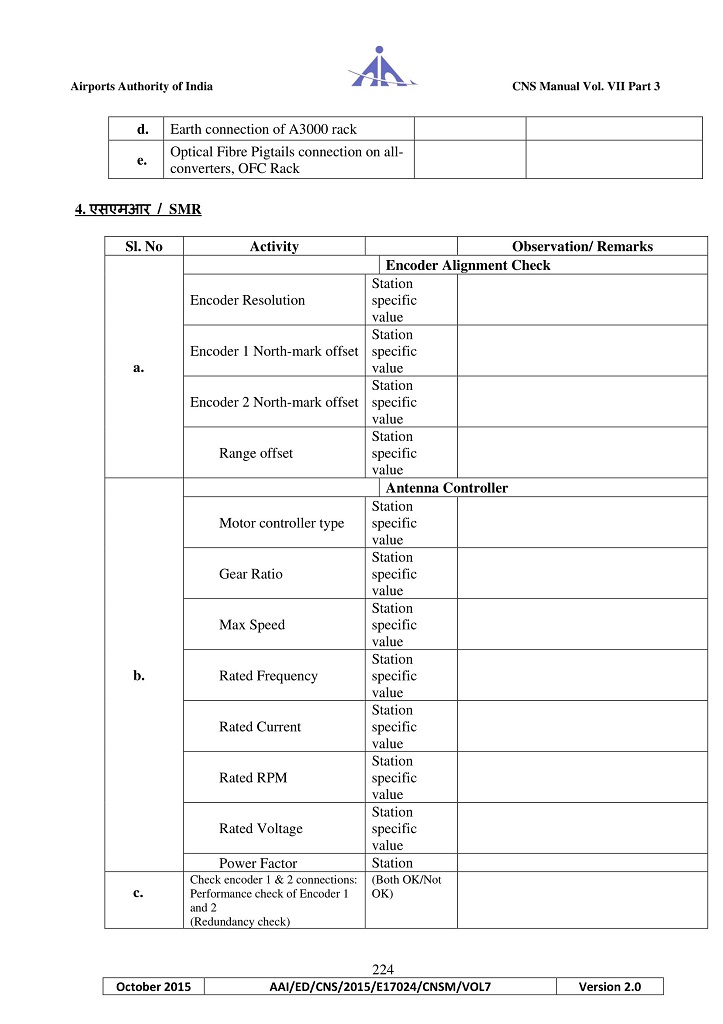 Airports Authority of India CNS Manual Vol. VII Part 3
d. Earth connection of A3000 rack
e. Optical Fibre Pigtails connection on all-
converters, OFC Rack
4. एसएमआर / SMR
Sl. No Activity Observation/ Remarks
a.
Encoder Alignment Check
Encoder Resolution
Station
specific
value
Encoder 1 North-mark offset
Station
specific
value
Encoder 2 North-mark offset
Station
specific
value
Range offset
Station
specific
value
b.
Antenna Controller
Motor controller type
Station
specific
value
Gear Ratio
Station
specific
value
Max Speed
Station
specific
value
Rated Frequency
Station
specific
value
Rated Current
Station
specific
value
Rated RPM
Station
specific
value
Rated Voltage
Station
specific
value
Power Factor Station
c.
Check encoder 1 & 2 connections:
Performance check of Encoder 1
and 2
(Redundancy check)
(Both OK/Not
OK)
224
October 2015 AAI/ED/CNS/2015/E17024/CNSM/VOL7 Version 2.0